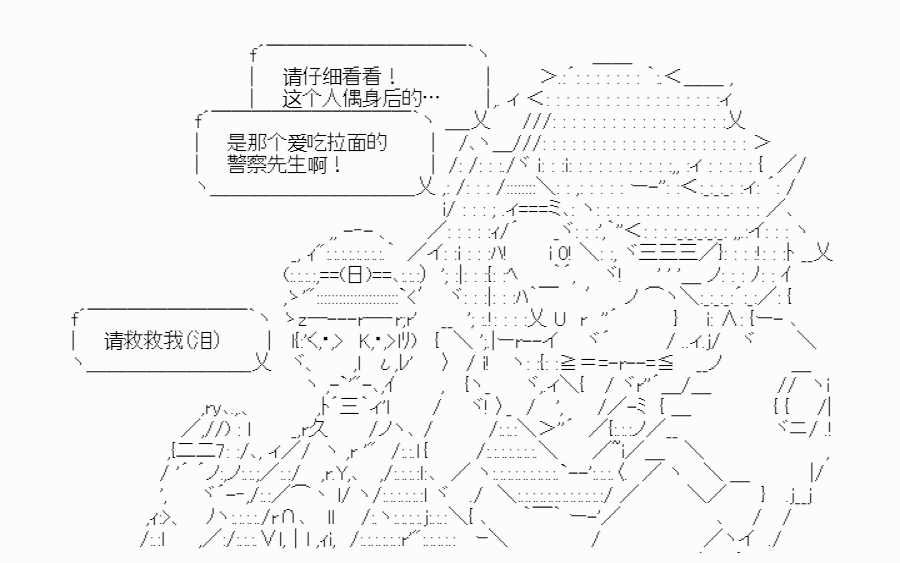 请仔细看看！
这个人偶身后的…
是那个爱吃拉面的
警察先生啊！
请救救我(泪)